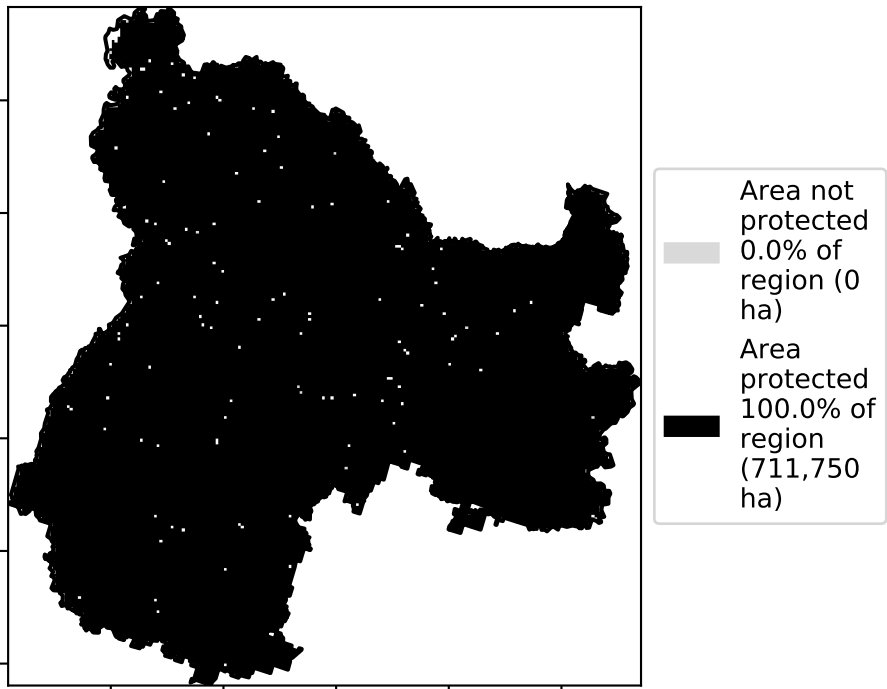 Area not
protected
0.0% of
region (0
ha)
Area
protected
100.0% of
region
(711,750
ha)